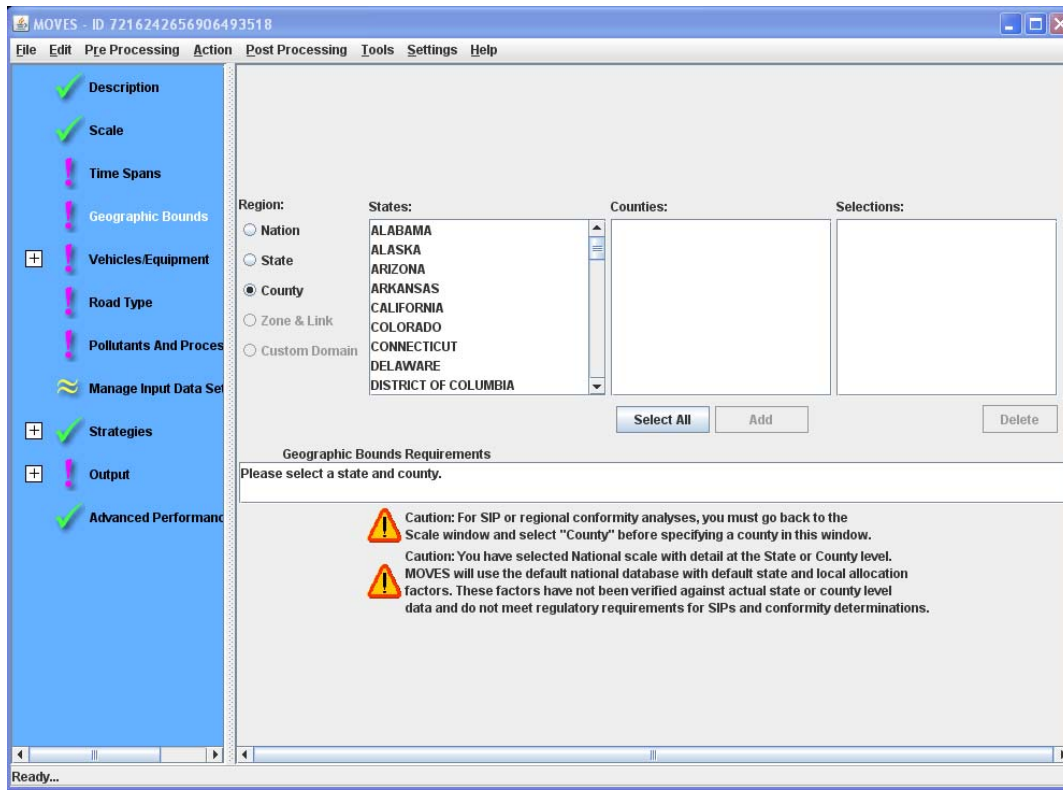 MOVES - ID 7216242656906493518
File Edit Pre Processing Action Post Processing Tools Settings Help
Description
Scale
Time Spans
Geographic Bounds
Vehicles/Equipment
Road Type
Pollutants And Proces
Manage Input Data Set
Strategies
Output
Advanced Performanc
Region:
Nation
State
County
Zone & Link
Custom Domain
States:
ALABAMA
ALASKA
ARIZONA
ARKANSAS
CALIFORNIA
COLORADO
CONNECTICUT
DELAWARE
DISTRICT OF COLUMBIA
Counties:
Selections:
Select All Add Delete
Geographic Bounds Requirements
Please select a state and county.
Caution: For SIP or regional conformity analyses, you must go back to the
Scale window and select "County" before specifying a county in this window.
Caution: You have selected National scale with detail at the State or County level.
MOVES will use the default national database with default state and local allocation
factors. These factors have not been verified against actual state or county level
data and do not meet regulatory requirements for SIPs and conformity determinations.
Ready...